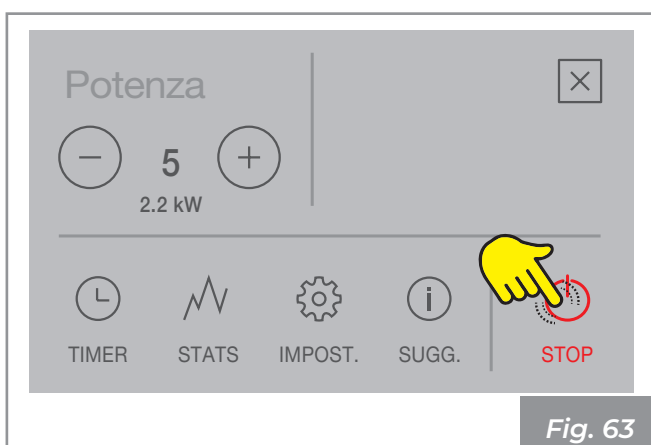 Potenza
5
2.2 kW
TIMER STATS IMPOST. SUGG. STOP
Fig. 63